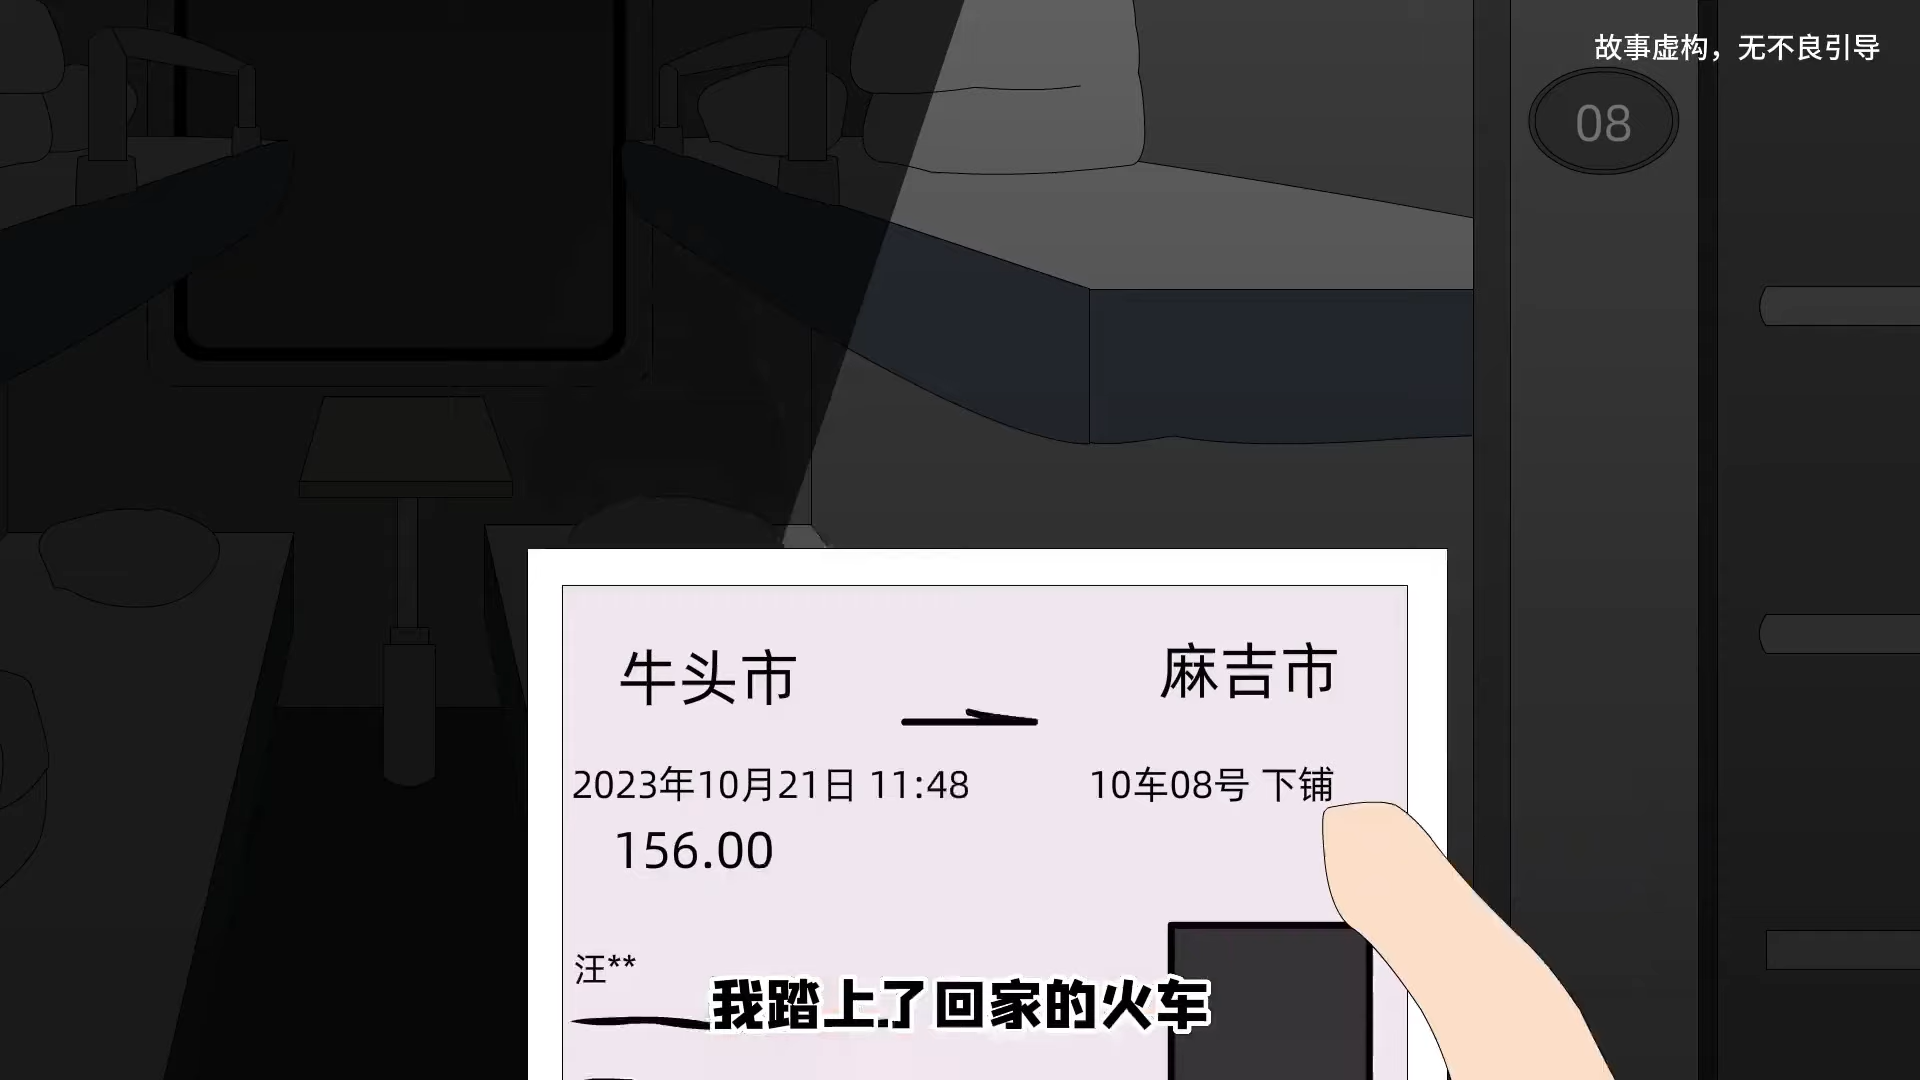 故事虚构，无不良引导
08
牛头市
麻吉市
2023年10月21日 11:48
10车08号 下铺
156.00
汪**
我踏上了回家的火车